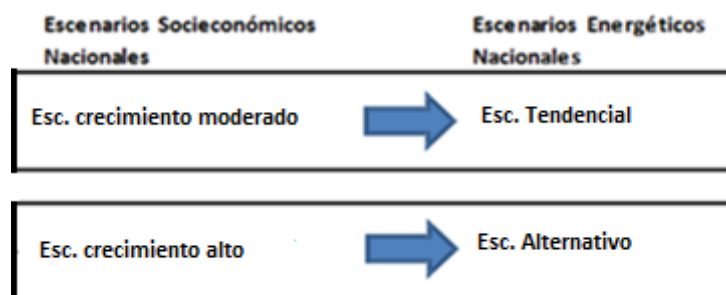 Escenarios Socieconómicos
Nacionales
Escenarios Energéticos
Nacionales
Esc. crecimiento moderado
Esc. Tendencial
Esc. crecimiento alto
Esc. Alternativo